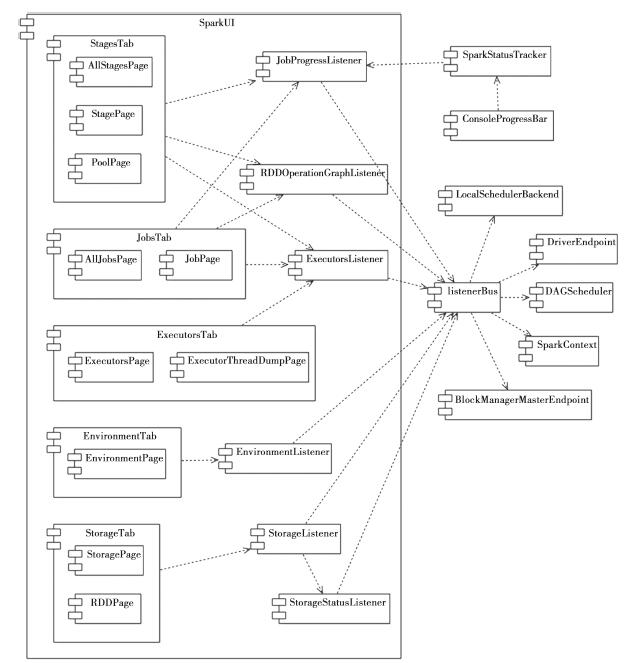 SparkUI
StagesTab
AllStagesPage
StagePage
PoolPage
JobProgressListener
SparkStatusTracker
ConsoleProgressBar
RDDOperationGraphListener
LocalSchedulerBackend
JobsTab
AllJobsPage
JobPage
ExecutorsListener
DriverEndpoint
listenerBus
DAGScheduler
SparkContext
BlockManagerMasterEndpoint
ExecutorsTab
ExecutorsPage
ExecutorThreadDumpPage
EnvironmentTab
EnvironmentPage
EnvironmentListener
StorageTab
StoragePage
RDDPage
StorageListener
StorageStatusListener